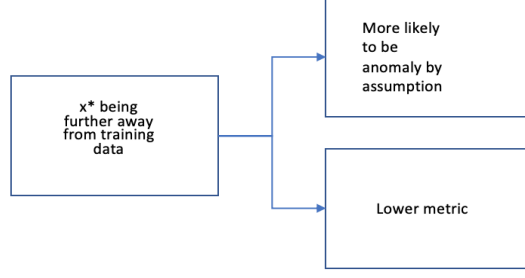 x* being
further away
from training
data
More likely
to be
anomaly by
assumption
Lower metric